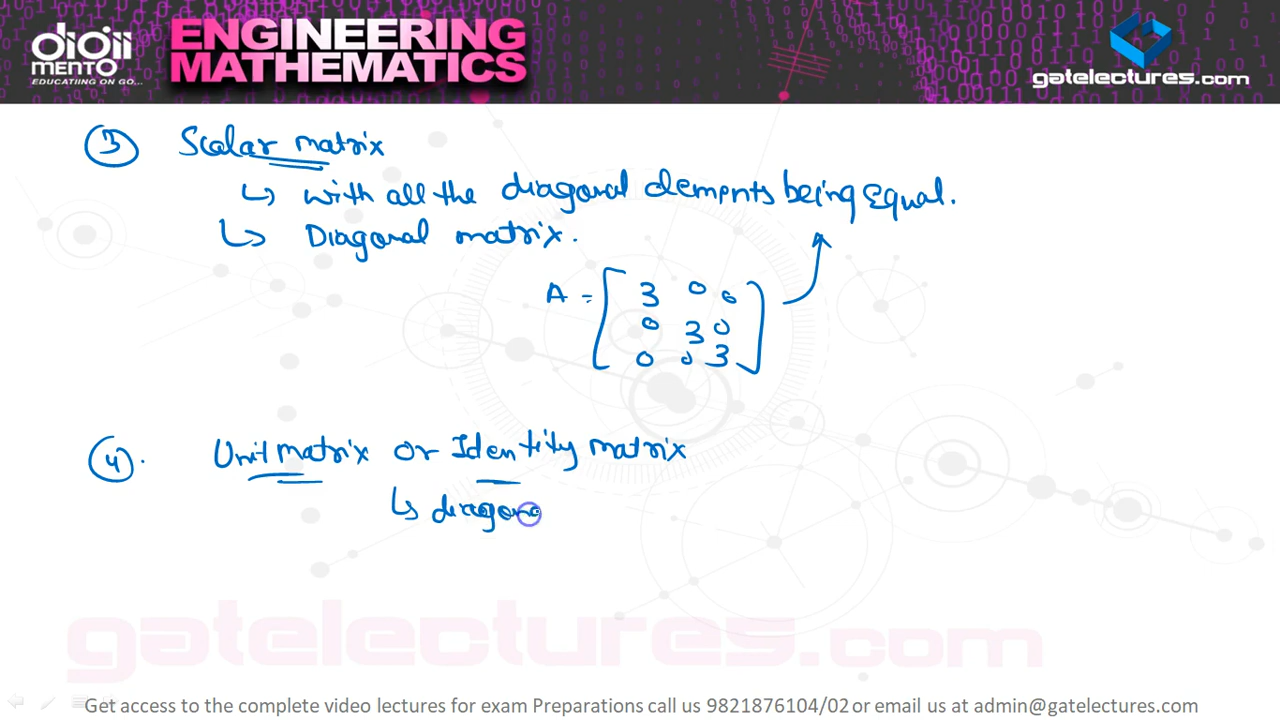 digii
MENTO
EDUCATIING ON GO...
ENGINEERING
MATHEMATICS
gatelectures.com
3 Scalar matrix
↳ with all the diagonal elements being equal.
↳ Diagonal matrix.
A = [ 3 0 0
0 3 0
0 0 3 ]
4. Unit matrix or Identity matrix
↳ diagona
gatelectures.com
Get access to the complete video lectures for exam Preparations call us 9821876104/02 or email us at admin@gatelectures.com